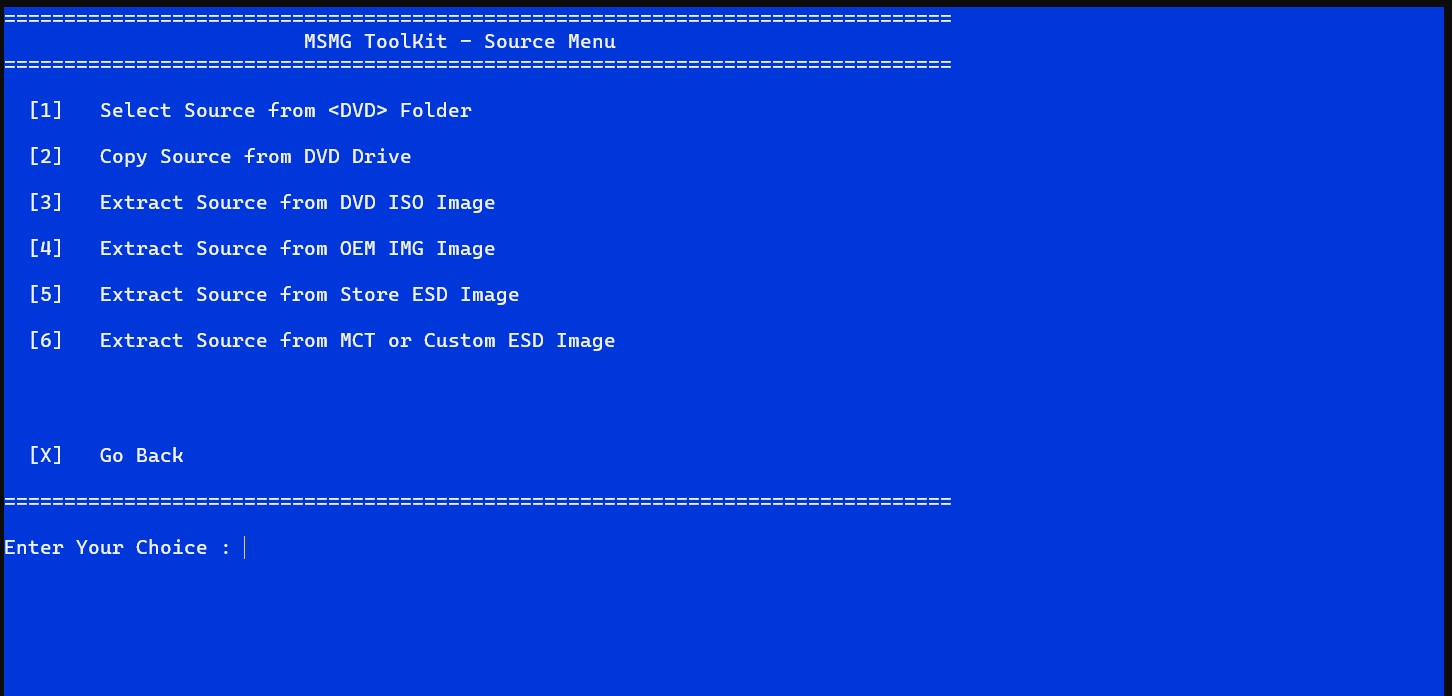 ===============================================================================
MSMG ToolKit - Source Menu
===============================================================================
[1]   Select Source from <DVD> Folder
[2]   Copy Source from DVD Drive
[3]   Extract Source from DVD ISO Image
[4]   Extract Source from OEM IMG Image
[5]   Extract Source from Store ESD Image
[6]   Extract Source from MCT or Custom ESD Image
[X]   Go Back
===============================================================================
Enter Your Choice :